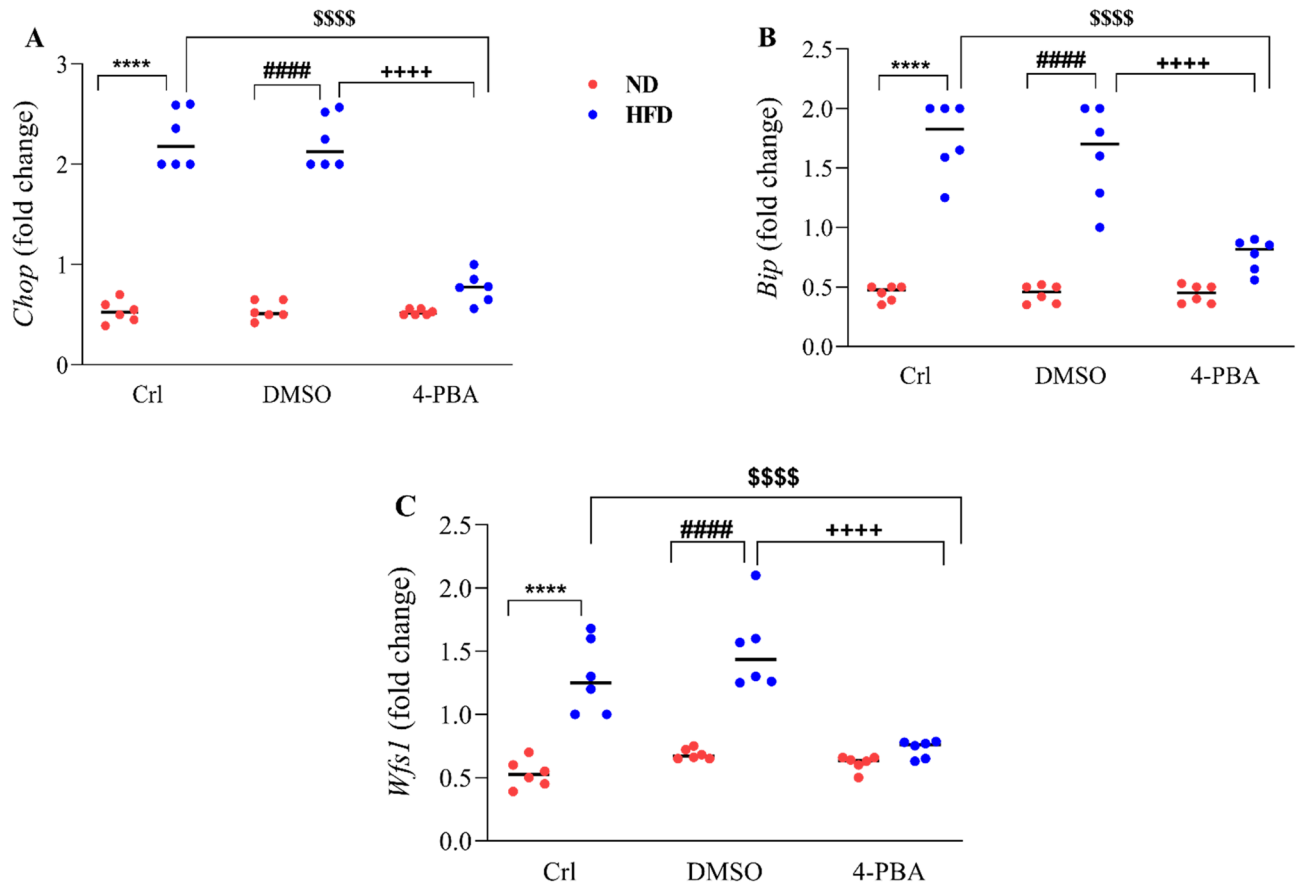 A
$$$$
****
####
++++
3
2
1
0
Chop (fold change)
Crl
DMSO
4-PBA
ND
HFD
B
$$$$
****
####
++++
2.5
2.0
1.5
1.0
0.5
0.0
Bip (fold change)
Crl
DMSO
4-PBA
C
$$$$
####
++++
****
2.5
2.0
1.5
1.0
0.5
0.0
Wfs1 (fold change)
Crl
DMSO
4-PBA